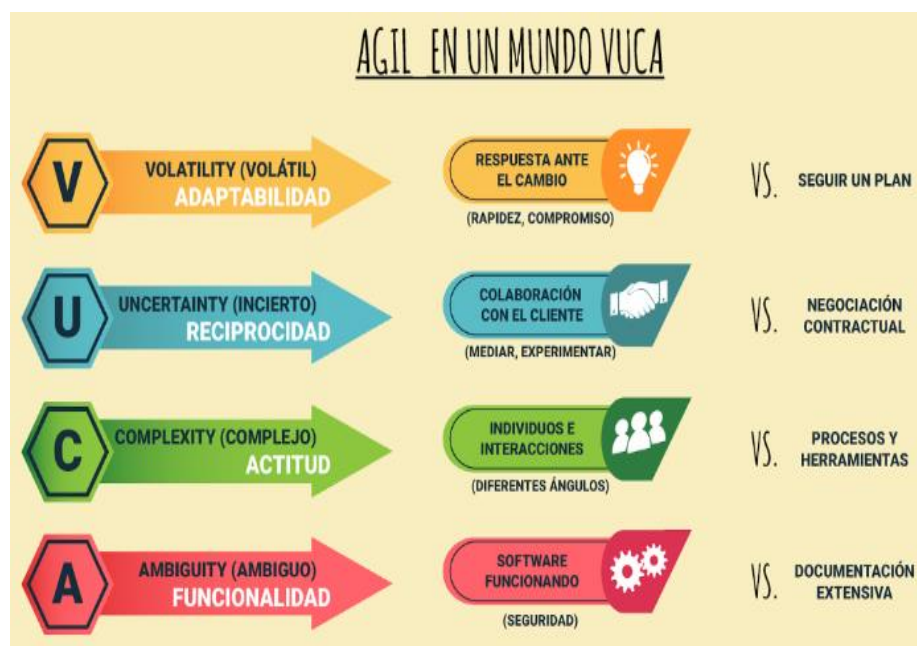 AGIL EN UN MUNDO VUCA
V
VOLATILITY (VOLÁTIL)
ADAPTABILIDAD
RESPUESTA ANTE
EL CAMBIO
(RAPIDEZ, COMPROMISO)
VS.
SEGUIR UN PLAN
U
UNCERTAINTY (INCIERTO)
RECIPROCIDAD
COLABORACIÓN
CON EL CLIENTE
(MEDIAR, EXPERIMENTAR)
VS.
NEGOCIACIÓN
CONTRACTUAL
C
COMPLEXITY (COMPLEJO)
ACTITUD
INDIVIDUOS E
INTERACCIONES
(DIFERENTES ÁNGULOS)
VS.
PROCESOS Y
HERRAMIENTAS
A
AMBIGUITY (AMBIGUO)
FUNCIONALIDAD
SOFTWARE
FUNCIONANDO
(SEGURIDAD)
VS.
DOCUMENTACIÓN
EXTENSIVA